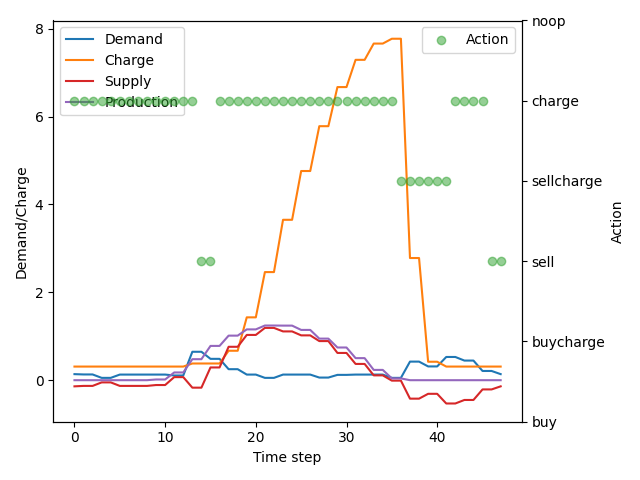 Demand
Charge
Supply
Production
Action
8
6
4
2
0
Demand/Charge
0
10
20
30
40
Time step
noop
charge
sellcharge
sell
buycharge
buy
Action